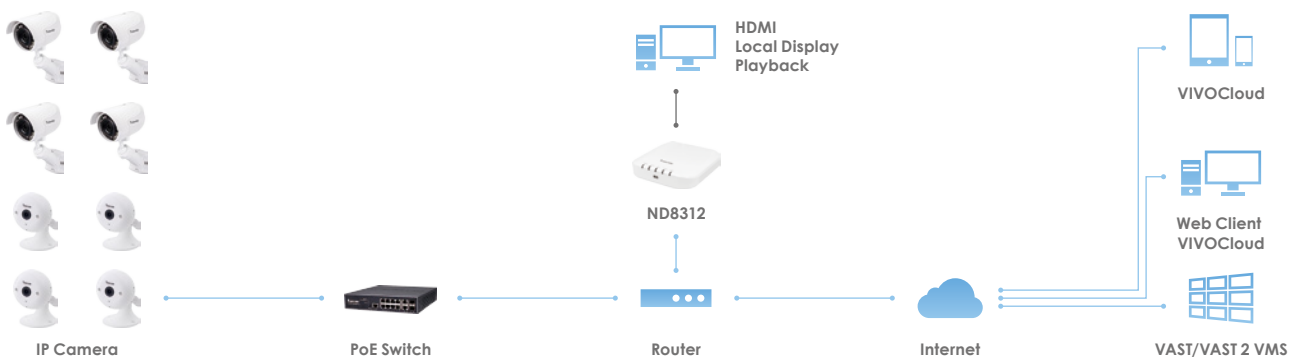 HDMI
Local Display
Playback
VIVOCloud
ND8312
Web Client
VIVOCloud
IP Camera
PoE Switch
Router
Internet
VAST/VAST 2 VMS